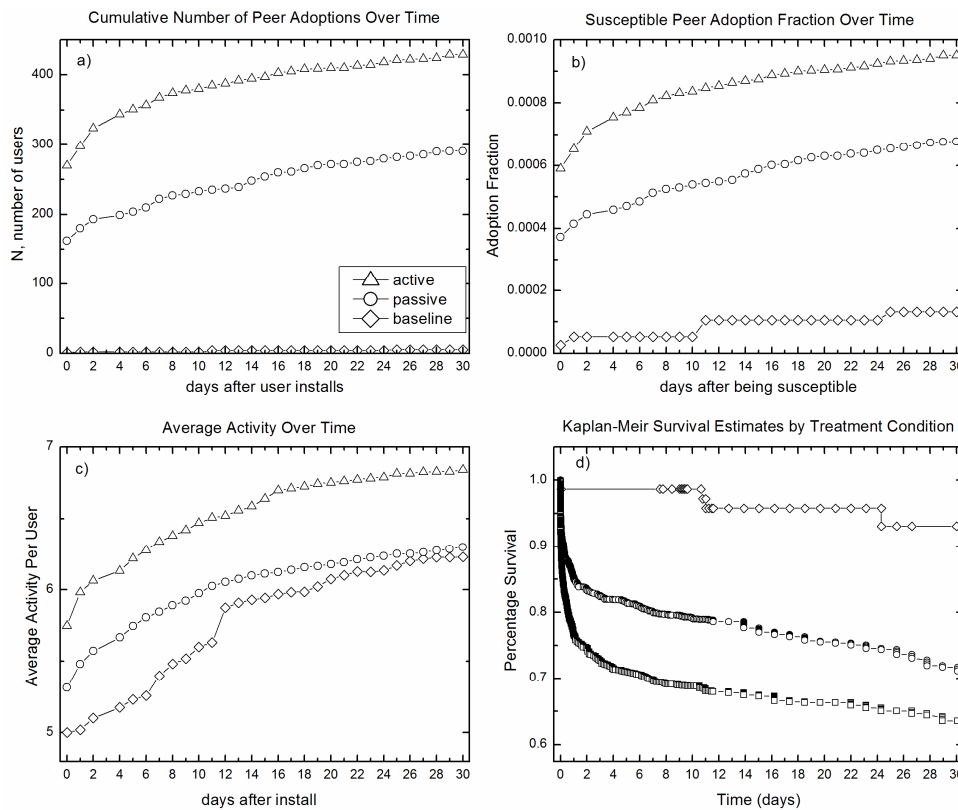 Cumulative Number of Peer Adoptions Over Time
a)
N, number of users
400
300
200
100
0
active
passive
baseline
0 2 4 6 8 10 12 14 16 18 20 22 24 26 28 30
days after user installs
Susceptible Peer Adoption Fraction Over Time
b)
Adoption Fraction
0.0010
0.0008
0.0006
0.0004
0.0002
0.0000
0 2 4 6 8 10 12 14 16 18 20 22 24 26 28 30
days after being susceptible
Average Activity Over Time
c)
Average Activity Per User
7
6
5
0 2 4 6 8 10 12 14 16 18 20 22 24 26 28 30
days after install
Kaplan-Meir Survival Estimates by Treatment Condition
d)
Percentage Survival
1.0
0.9
0.8
0.7
0.6
0 2 4 6 8 10 12 14 16 18 20 22 24 26 28 30
Time (days)